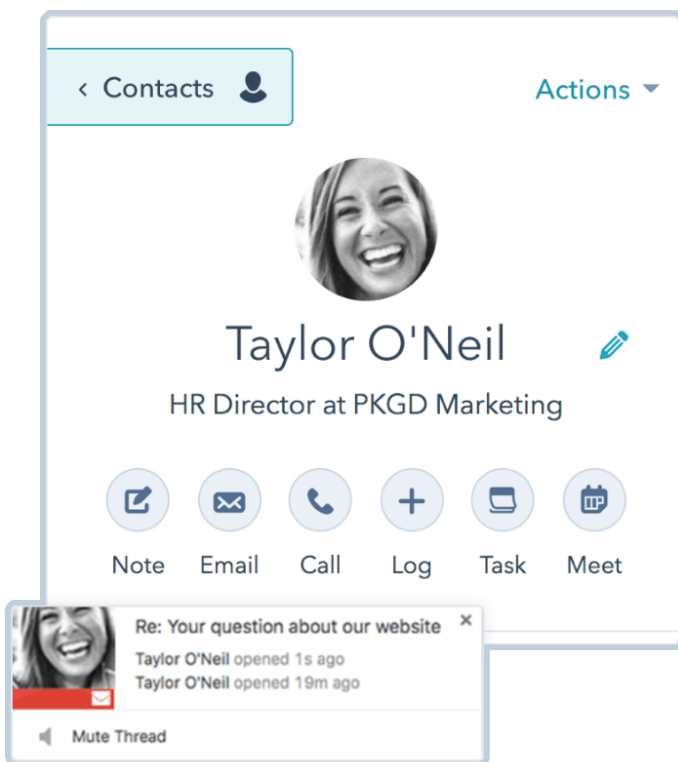 ‹ Contacts
Actions
Taylor O'Neil
HR Director at PKGD Marketing
Note Email Call Log Task Meet
Re: Your question about our website ×
Taylor O'Neil opened 1s ago
Taylor O'Neil opened 19m ago
Mute Thread